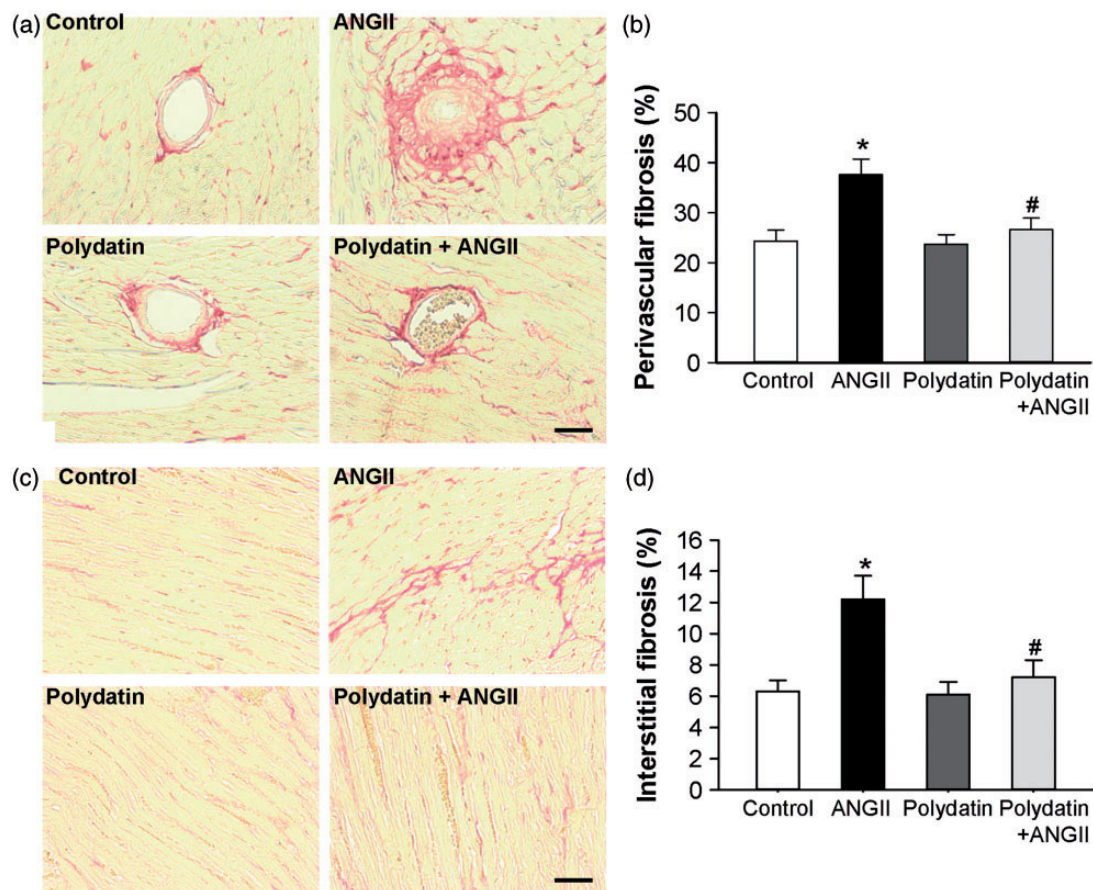 (a)
Control
ANGII
Polydatin
Polydatin + ANGII
(b)
Perivascular fibrosis (%)
50
40
30
20
10
0
*
#
Control
ANGII
Polydatin
Polydatin
+ANGII
(c)
Control
ANGII
Polydatin
Polydatin + ANGII
(d)
Interstitial fibrosis (%)
16
14
12
10
8
6
4
2
0
*
#
Control
ANGII
Polydatin
Polydatin
+ANGII